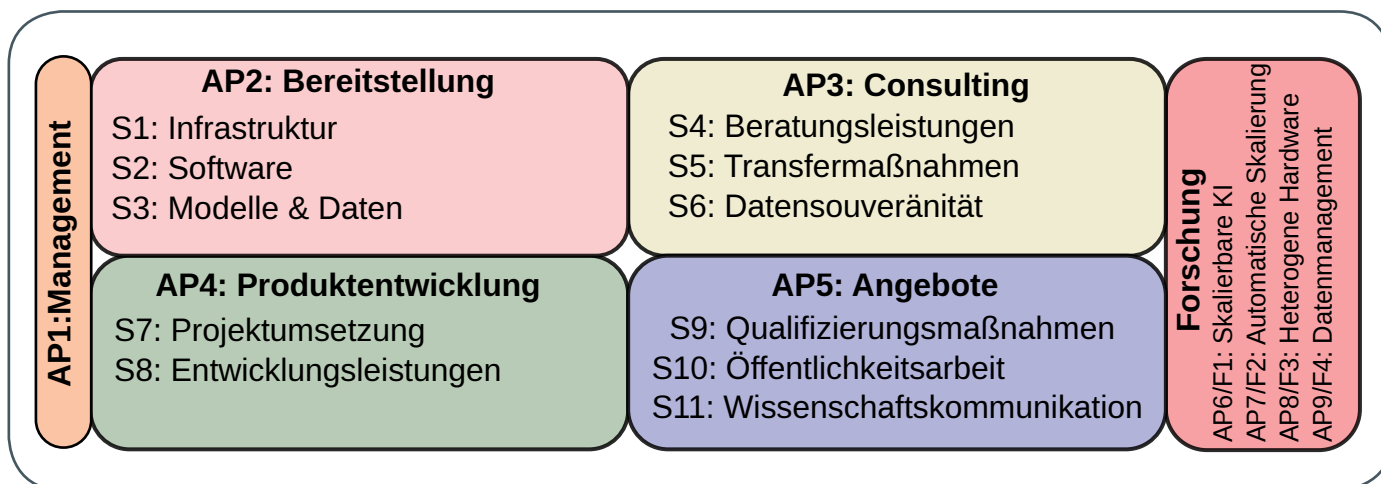 AP1:Management
AP2: Bereitstellung
S1: Infrastruktur
S2: Software
S3: Modelle & Daten
AP3: Consulting
S4: Beratungsleistungen
S5: Transfermaßnahmen
S6: Datensouveränität
AP4: Produktentwicklung
S7: Projektumsetzung
S8: Entwicklungsleistungen
AP5: Angebote
S9: Qualifizierungsmaßnahmen
S10: Öffentlichkeitsarbeit
S11: Wissenschaftskommunikation
Forschung
AP6/F1: Skalierbare KI
AP7/F2: Automatische Skalierung
AP8/F3: Heterogene Hardware
AP9/F4: Datenmanagement